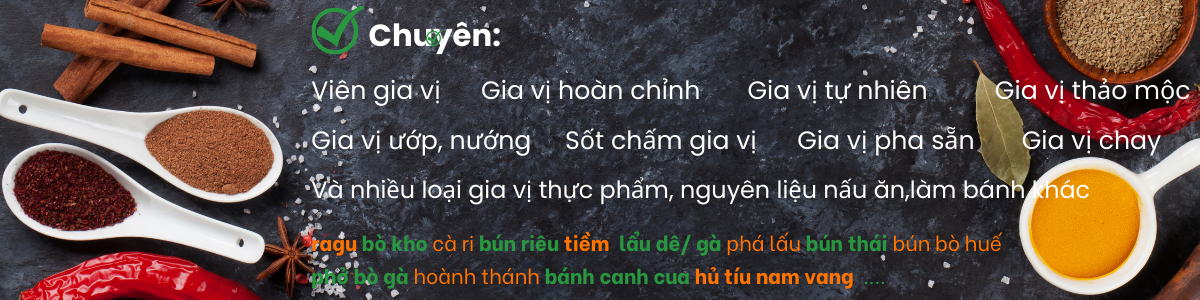 Chuyên:
Viên gia vị Gia vị hoàn chỉnh Gia vị tự nhiên Gia vị thảo mộc
Gia vị ướp, nướng Sốt chấm gia vị Gia vị pha sẵn Gia vị chay
Và nhiều loại gia vị thực phẩm, nguyên liệu nấu ăn,làm bánh khác
ragu bò kho cà ri bún riêu tiềm lẩu dê/ gà phá lấu bún thái bún bò huế
phở bò gà hoành thánh bánh canh cua hủ tíu nam vang ....